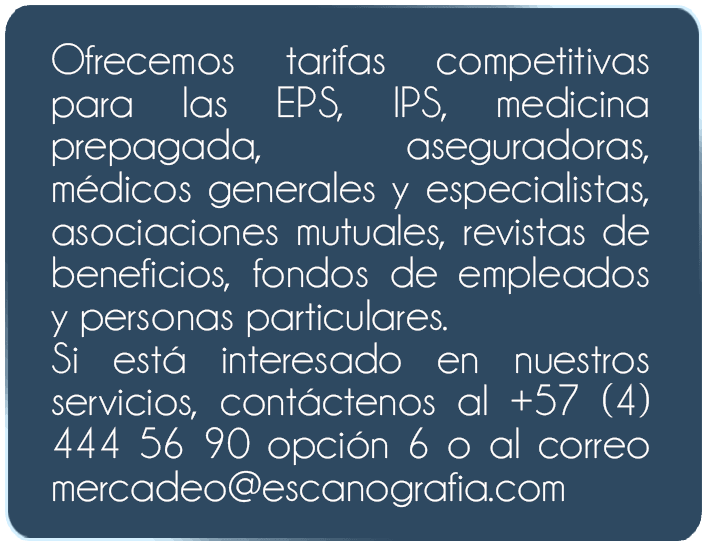 Ofrecemos tarifas competitivas
para las EPS, IPS, medicina
prepagada, aseguradoras,
médicos generales y especialistas,
asociaciones mutuales, revistas de
beneficios, fondos de empleados
y personas particulares.
Si está interesado en nuestros
servicios, contáctenos al +57 (4)
444 56 90 opción 6 o al correo
mercadeo@escanografia.com